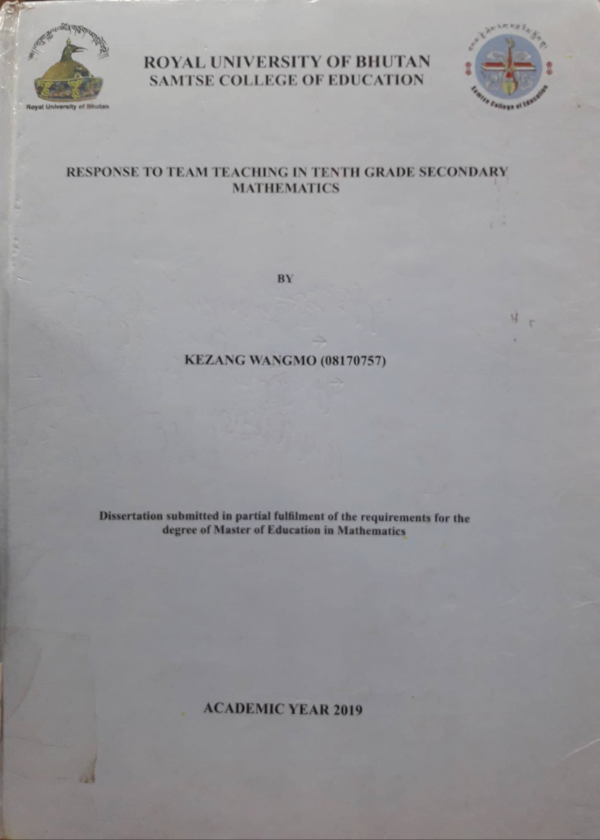 Royal University of Bhutan
ROYAL UNIVERSITY OF BHUTAN
SAMTSE COLLEGE OF EDUCATION
Samtse College of Education
RESPONSE TO TEAM TEACHING IN TENTH GRADE SECONDARY
MATHEMATICS
BY
KEZANG WANGMO (08170757)
Dissertation submitted in partial fulfilment of the requirements for the
degree of Master of Education in Mathematics
ACADEMIC YEAR 2019